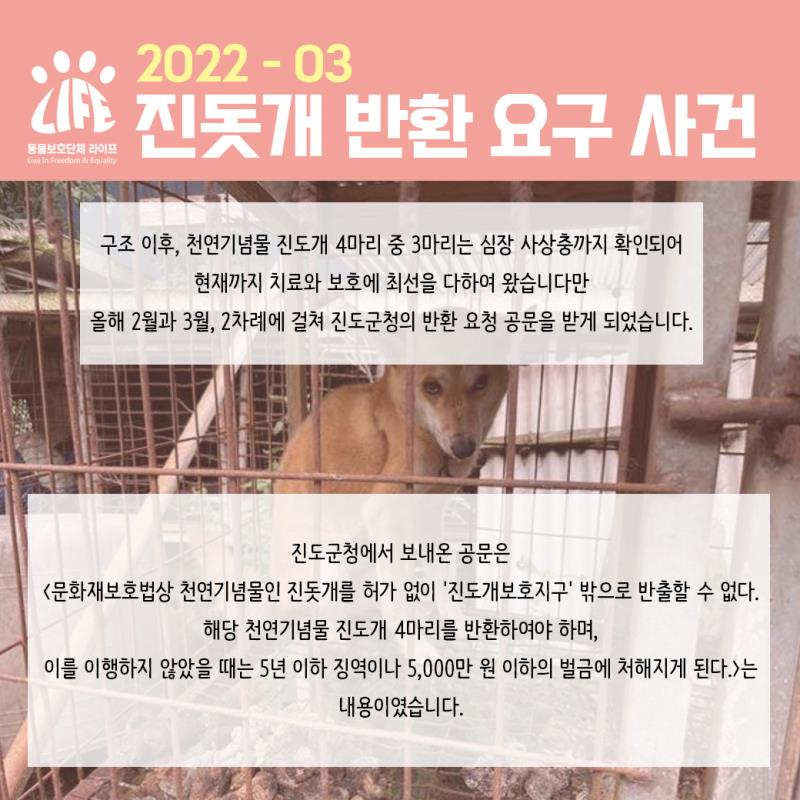 2022 - 03
LIFE
동물보호단체 라이프
Live In Freedom & Equality
진돗개 반환 요구 사건
구조 이후, 천연기념물 진도개 4마리 중 3마리는 심장 사상충까지 확인되어
현재까지 치료와 보호에 최선을 다하여 왔습니다만
올해 2월과 3월, 2차례에 걸쳐 진도군청의 반환 요청 공문을 받게 되었습니다.
진도군청에서 보내온 공문은
<문화재보호법상 천연기념물인 진돗개를 허가 없이 '진도개보호지구' 밖으로 반출할 수 없다.
해당 천연기념물 진도개 4마리를 반환하여야 하며,
이를 이행하지 않았을 때는 5년 이하 징역이나 5,000만 원 이하의 벌금에 처해지게 된다.>는
내용이였습니다.